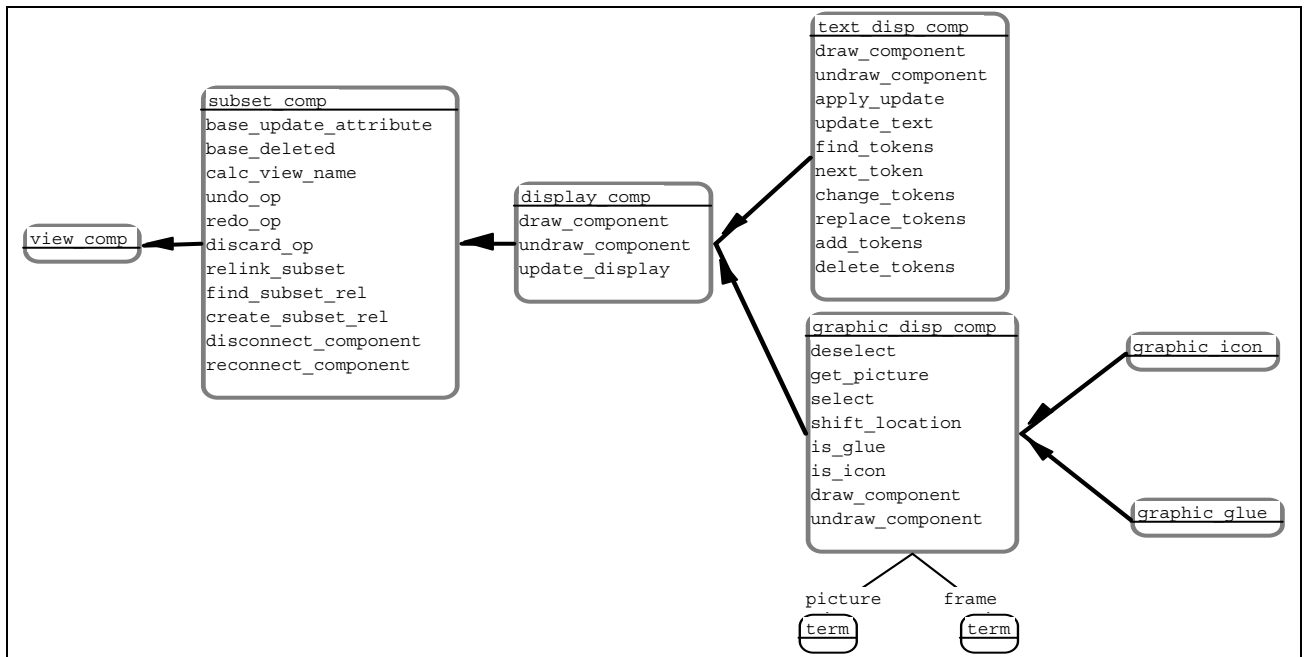 view_comp
subset_comp
base_update_attribute
base_deleted
calc_view_name
undo_op
redo_op
discard_op
relink_subset
find_subset_rel
create_subset_rel
disconnect_component
reconnect_component
display_comp
draw_component
undraw_component
update_display
text_disp_comp
draw_component
undraw_component
apply_update
update_text
find_tokens
next_token
change_tokens
replace_tokens
add_tokens
delete_tokens
graphic_disp_comp
deselect
get_picture
select
shift_location
is_glue
is_icon
draw_component
undraw_component
picture
frame
term
term
graphic_icon
graphic_glue